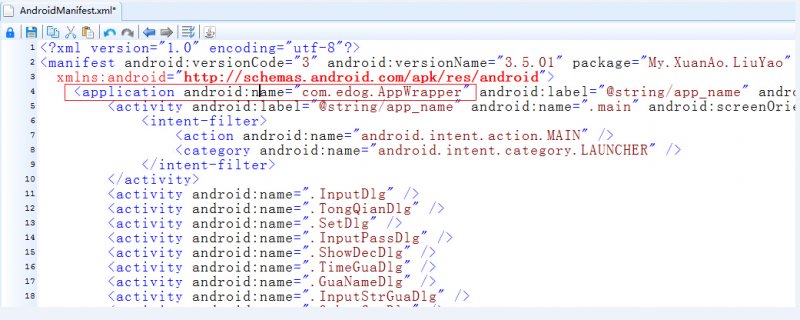 AndroidManifest.xml*
1 <?xml version="1.0" encoding="utf-8"?>
2 <manifest android:versionCode="3" android:versionName="3.5.01" package="My.XuanAo.LiuYao"
3 xmlns:android="http://schemas.android.com/apk/res/android">
4 <application android:name="com.edog.AppWrapper" android:label="@string/app_name" andro
5 <activity android:label="@string/app_name" android:name=".main" android:screenOrie
6 <intent-filter>
7 <action android:name="android.intent.action.MAIN" />
8 <category android:name="android.intent.category.LAUNCHER" />
9 </intent-filter>
10 </activity>
11 <activity android:name=".InputDlg" />
12 <activity android:name=".TongQianDlg" />
13 <activity android:name=".SetDlg" />
14 <activity android:name=".InputPassDlg" />
15 <activity android:name=".ShowDecDlg" />
16 <activity android:name=".TimeGuaDlg" />
17 <activity android:name=".GuaNameDlg" />
18 <activity android:name=".InputStrGuaDlg" />